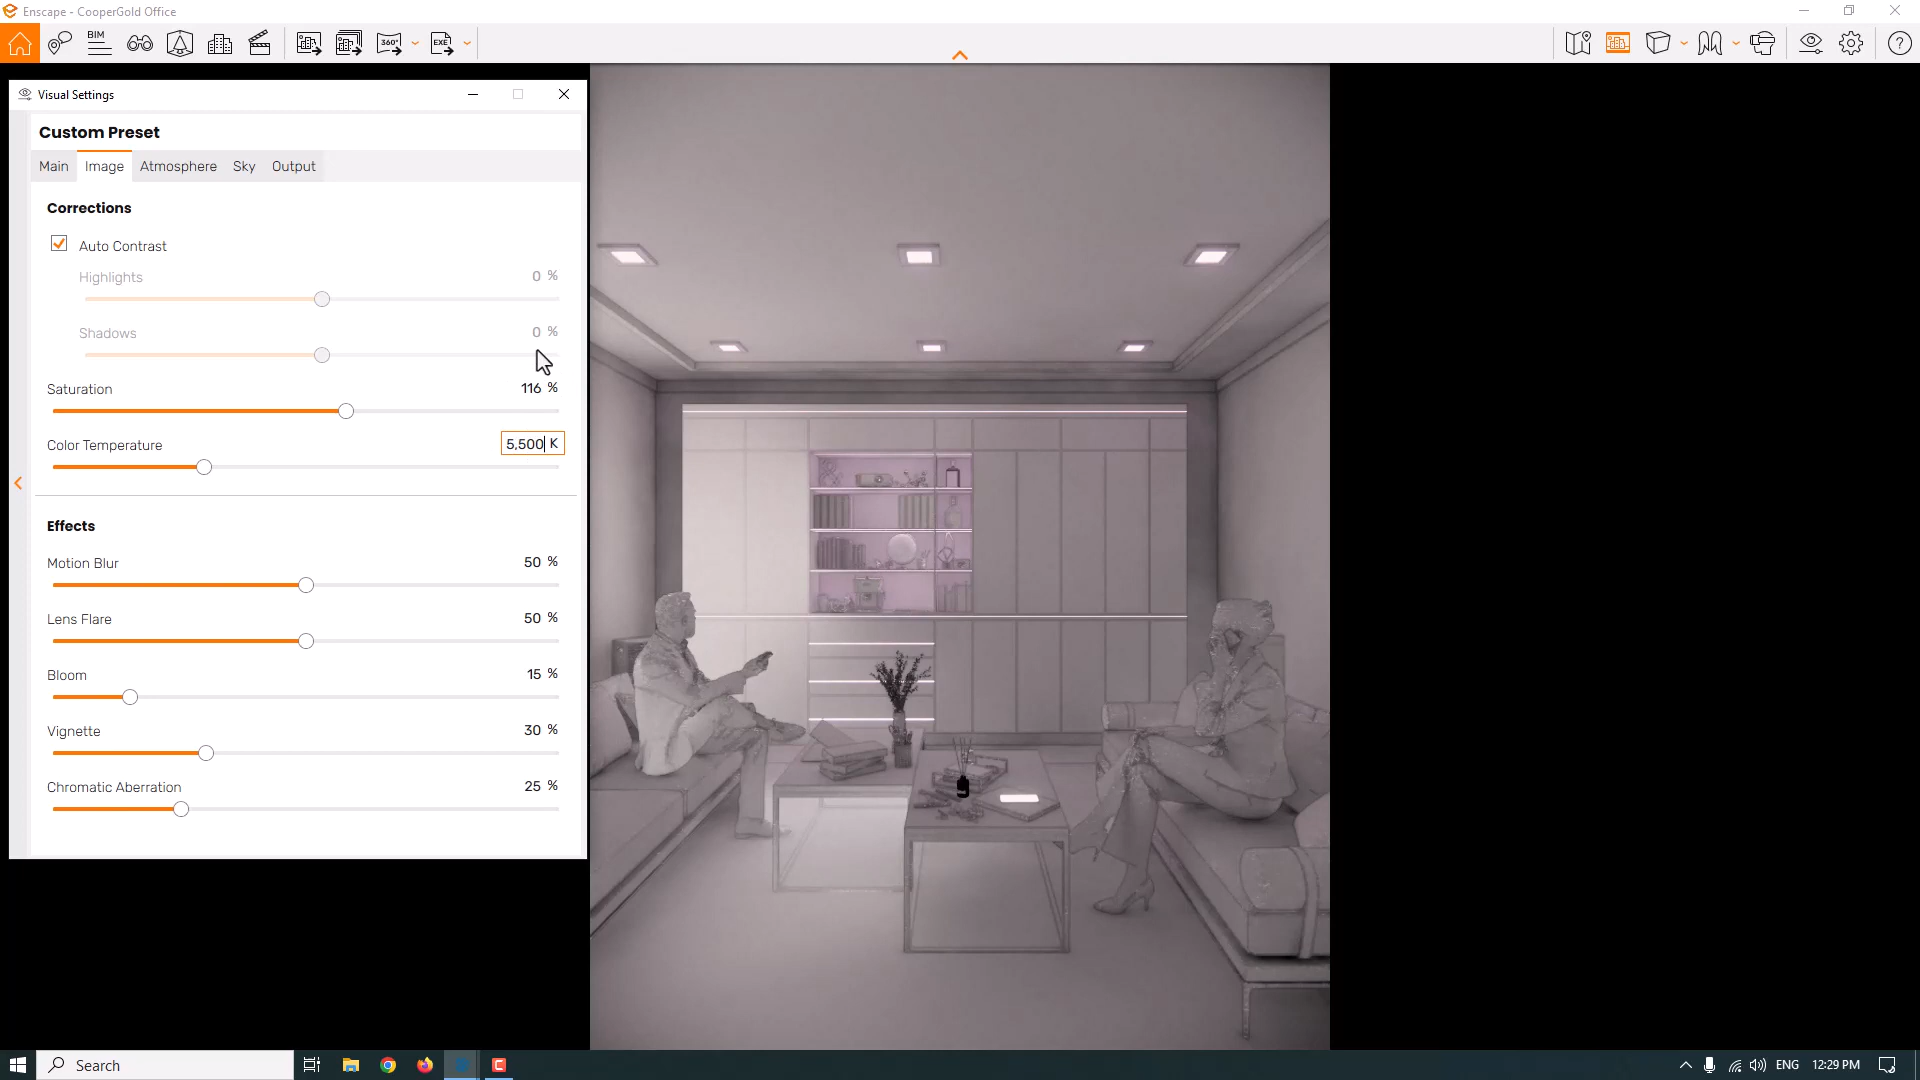 Enscape - CooperGold Office
BIM
360°
EXE
?
Visual Settings
Custom Preset
Main Image Atmosphere Sky Output
Corrections
Auto Contrast
Highlights 0 %
Shadows 0 %
Saturation 116 %
Color Temperature 5,500 K
Effects
Motion Blur 50 %
Lens Flare 50 %
Bloom 15 %
Vignette 30 %
Chromatic Aberration 25 %
Search
ENG 12:29 PM